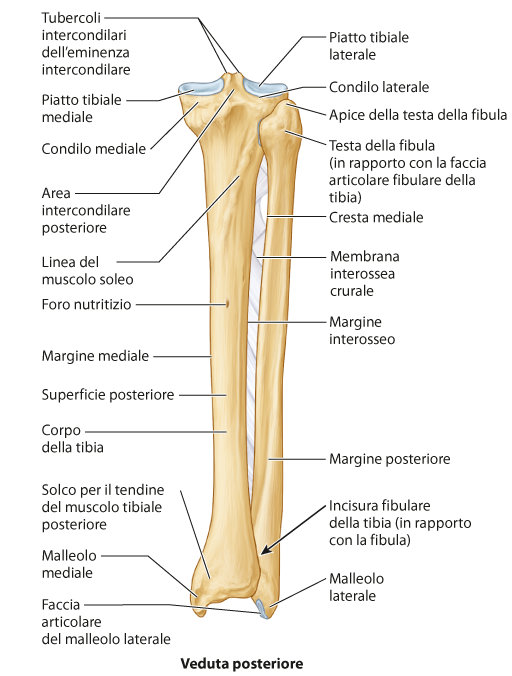 Tubercoli
intercondilari
dell'eminenza
intercondilare
Piatto tibiale
mediale
Condilo mediale
Area
intercondilare
posteriore
Linea del
muscolo soleo
Foro nutritizio
Margine mediale
Superficie posteriore
Corpo
della tibia
Solco per il tendine
del muscolo tibiale
posteriore
Malleolo
mediale
Faccia
articolare
del malleolo laterale
Piatto tibiale
laterale
Condilo laterale
Apice della testa della fibula
Testa della fibula
(in rapporto con la faccia
articolare fibulare della
tibia)
Cresta mediale
Membrana
interossea
crurale
Margine
interosseo
Margine posteriore
Incisura fibulare
della tibia (in rapporto
con la fibula)
Malleolo
laterale
Veduta posteriore